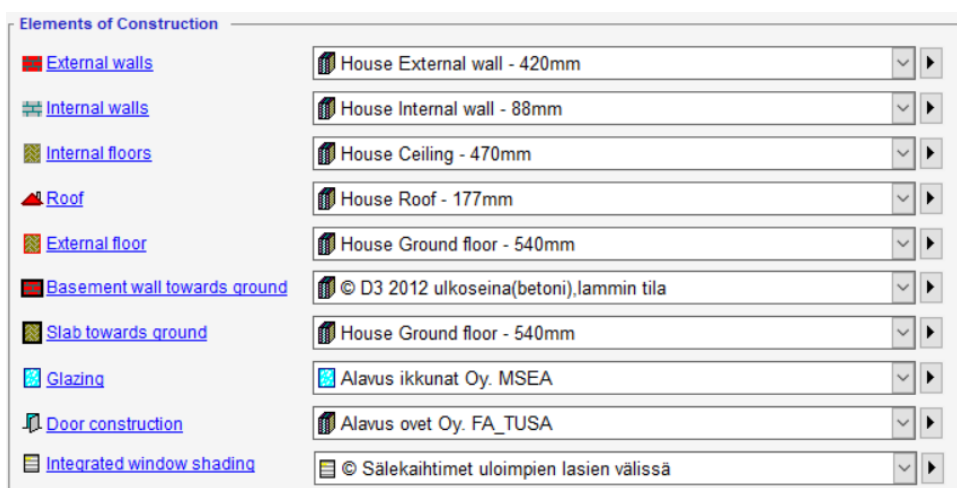 Elements of Construction
External walls House External wall - 420mm
Internal walls House Internal wall - 88mm
Internal floors House Ceiling - 470mm
Roof House Roof - 177mm
External floor House Ground floor - 540mm
Basement wall towards ground © D3 2012 ulkoseina(betoni),lammin tila
Slab towards ground House Ground floor - 540mm
Glazing Alavus ikkunat Oy. MSEA
Door construction Alavus ovet Oy. FA_TUSA
Integrated window shading © Sälekaihtimet uloimpien lasien välissä